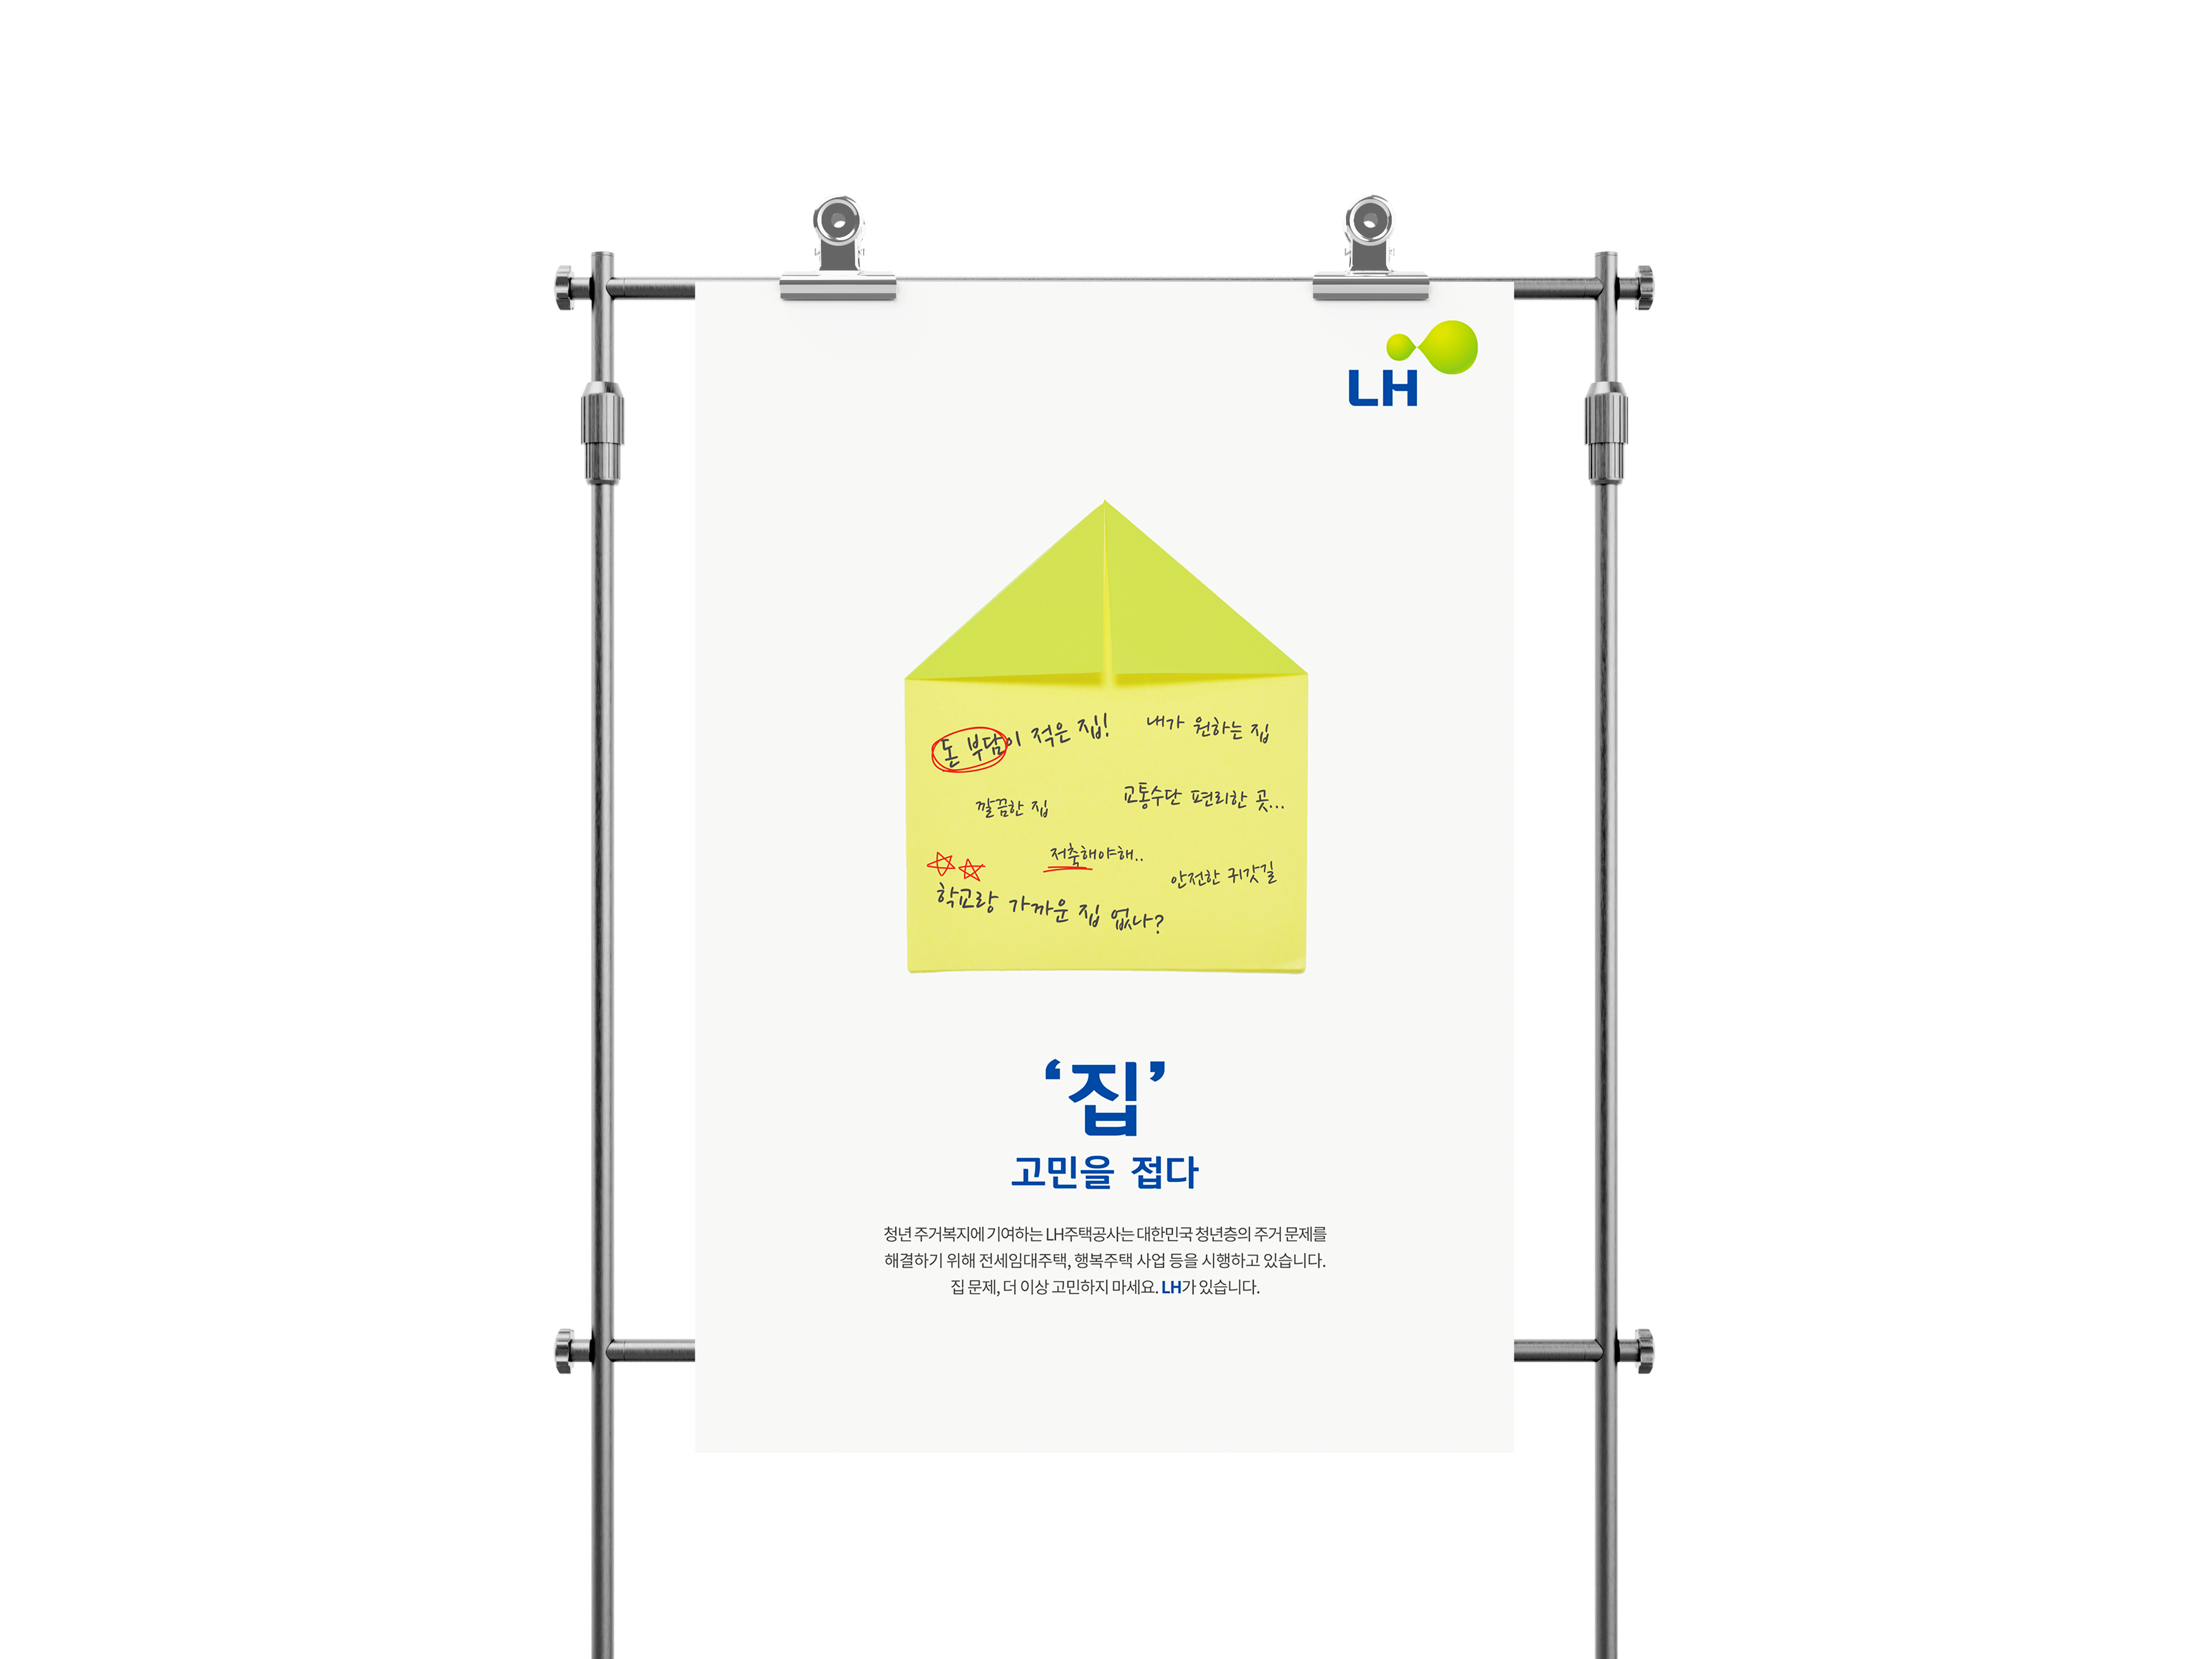 LH
돈 부담이 적은 집!
내가 원하는 집
깔끔한 집
교통수단 편리한 곳...
저축해야해..
안전한 귀갓길
학교랑 가까운 집 없나?
‘집’
고민을 접다
청년 주거복지에 기여하는 LH주택공사는 대한민국 청년층의 주거 문제를
해결하기 위해 전세임대주택, 행복주택 사업 등을 시행하고 있습니다.
집 문제, 더 이상 고민하지 마세요. LH가 있습니다.